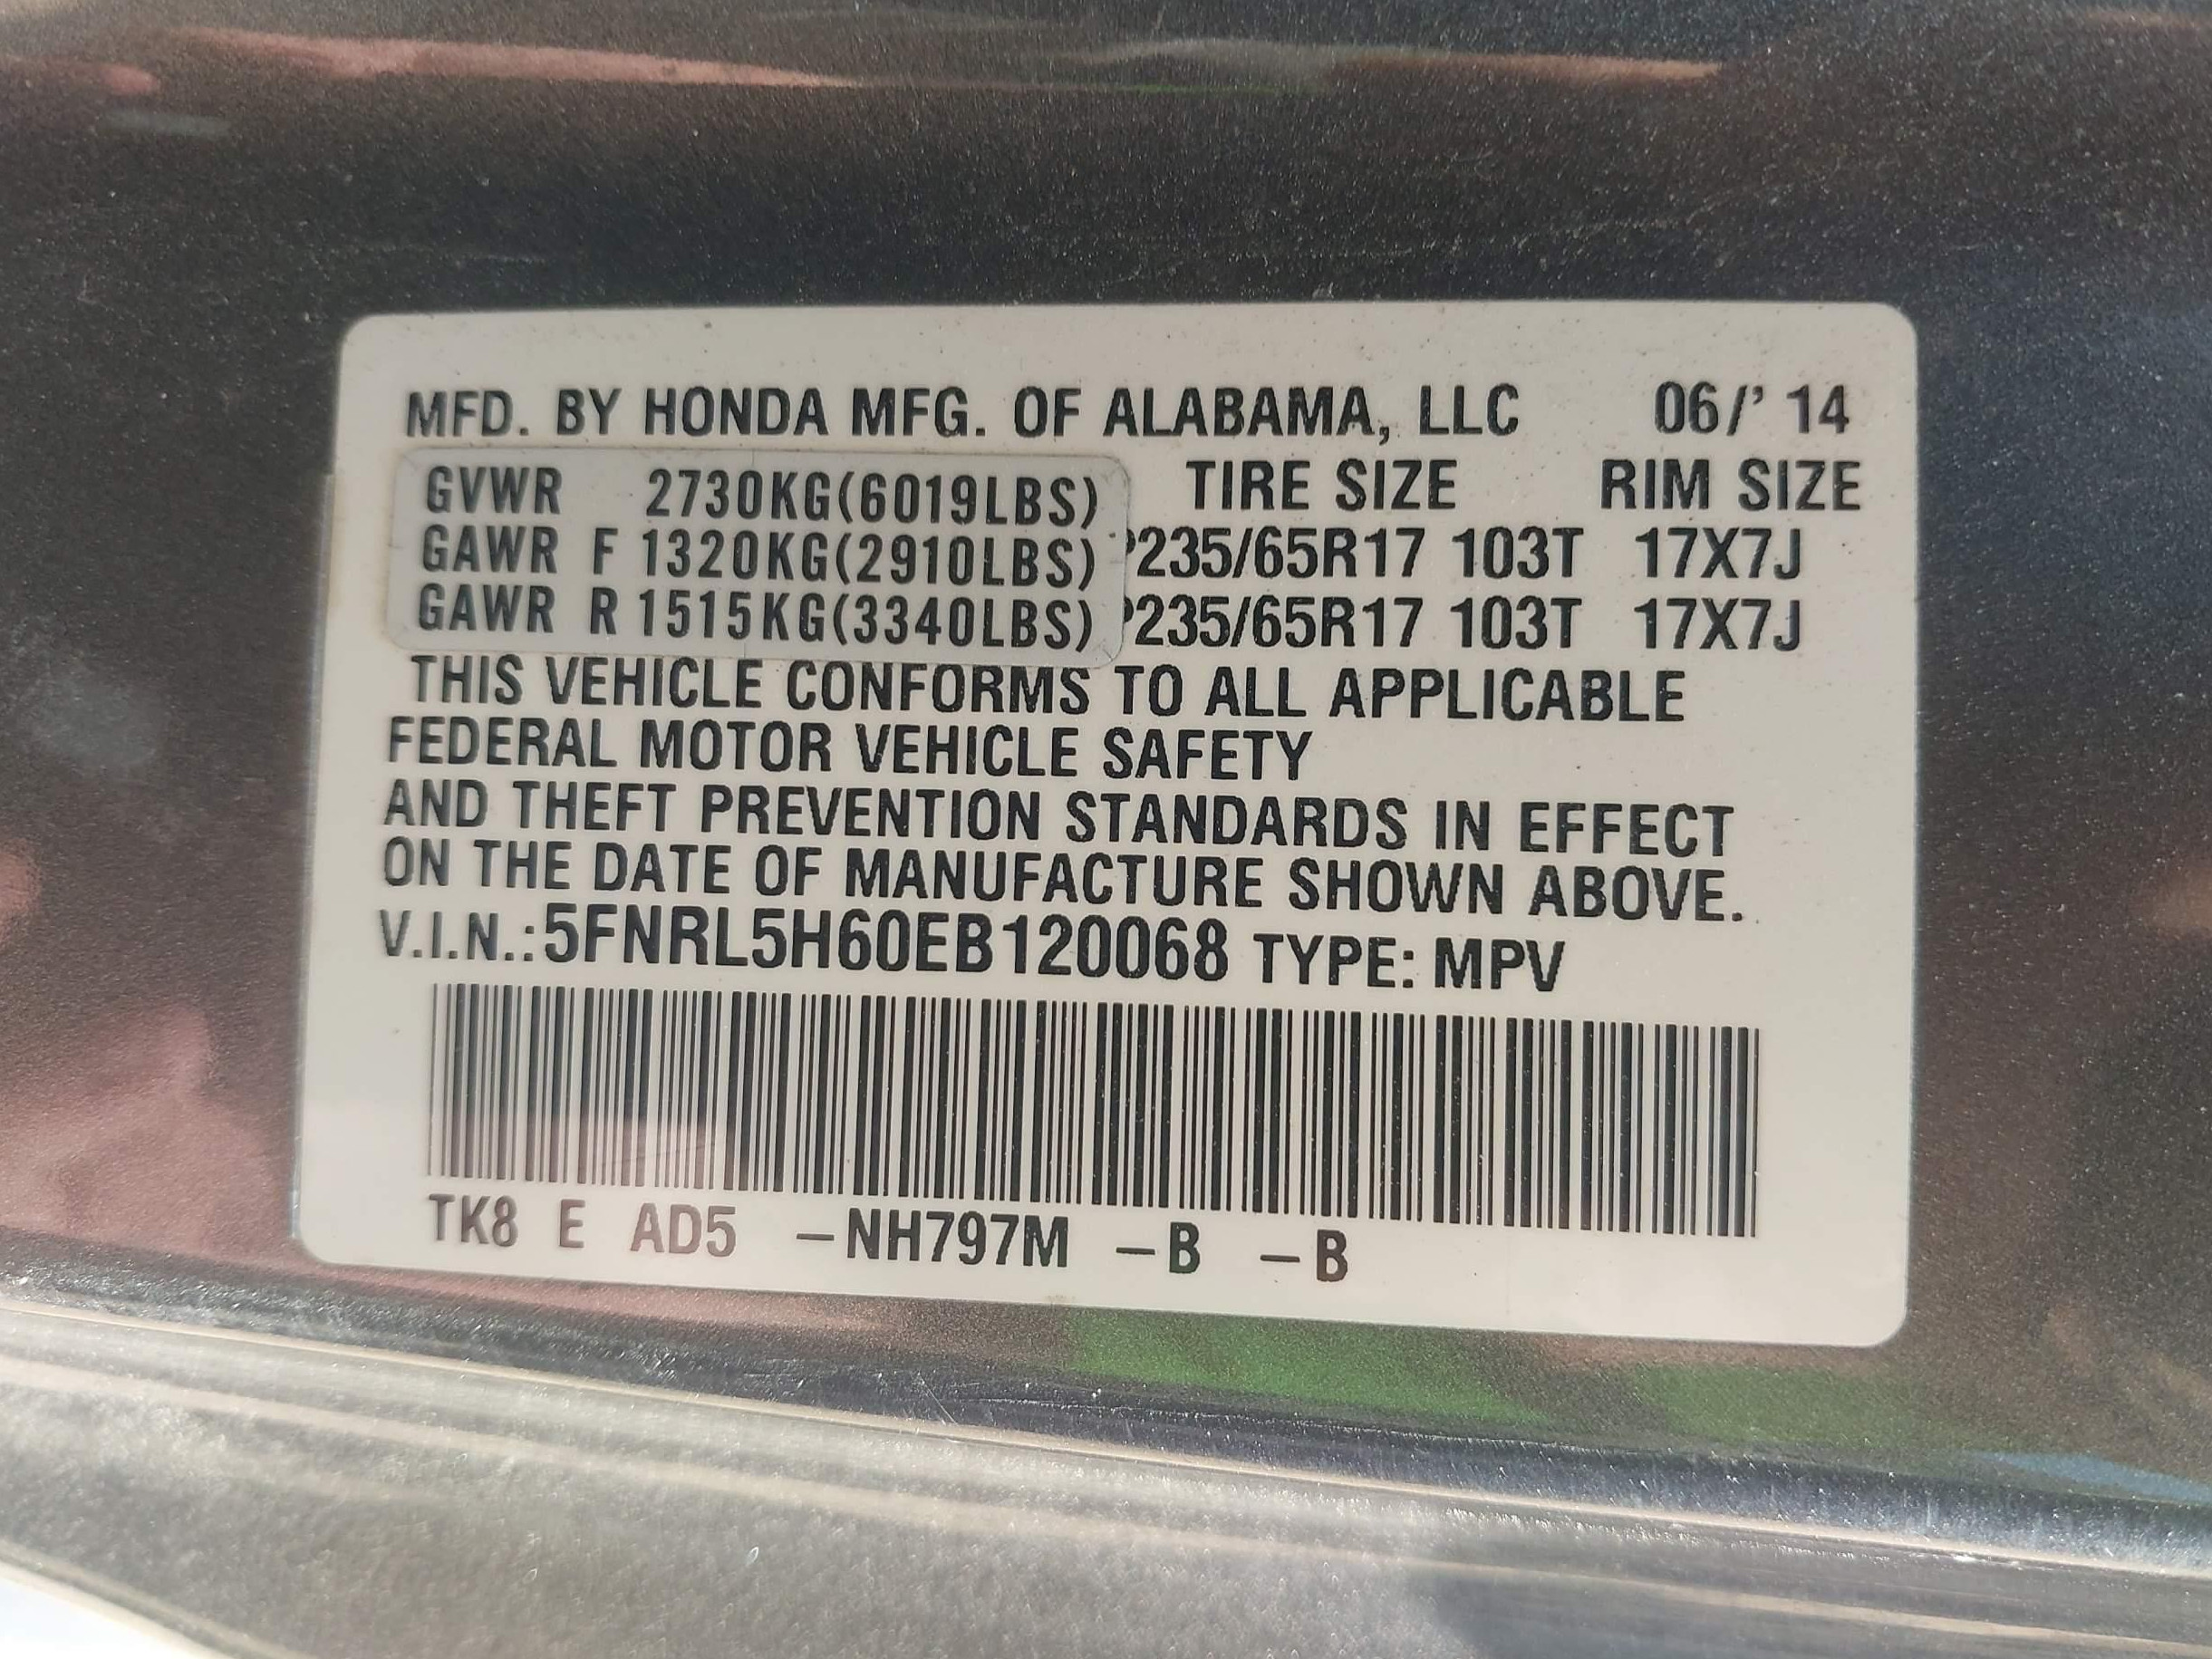 MFD. BY HONDA MFG. OF ALABAMA, LLC 06/' 14
GVWR 2730KG(6019LBS) TIRE SIZE RIM SIZE
GAWR F 1320KG(2910LBS) P235/65R17 103T 17X7J
GAWR R 1515KG(3340LBS) P235/65R17 103T 17X7J
THIS VEHICLE CONFORMS TO ALL APPLICABLE
FEDERAL MOTOR VEHICLE SAFETY
AND THEFT PREVENTION STANDARDS IN EFFECT
ON THE DATE OF MANUFACTURE SHOWN ABOVE.
V.I.N.:5FNRL5H60EB120068 TYPE: MPV
TK8 E AD5 –NH797M –B –B